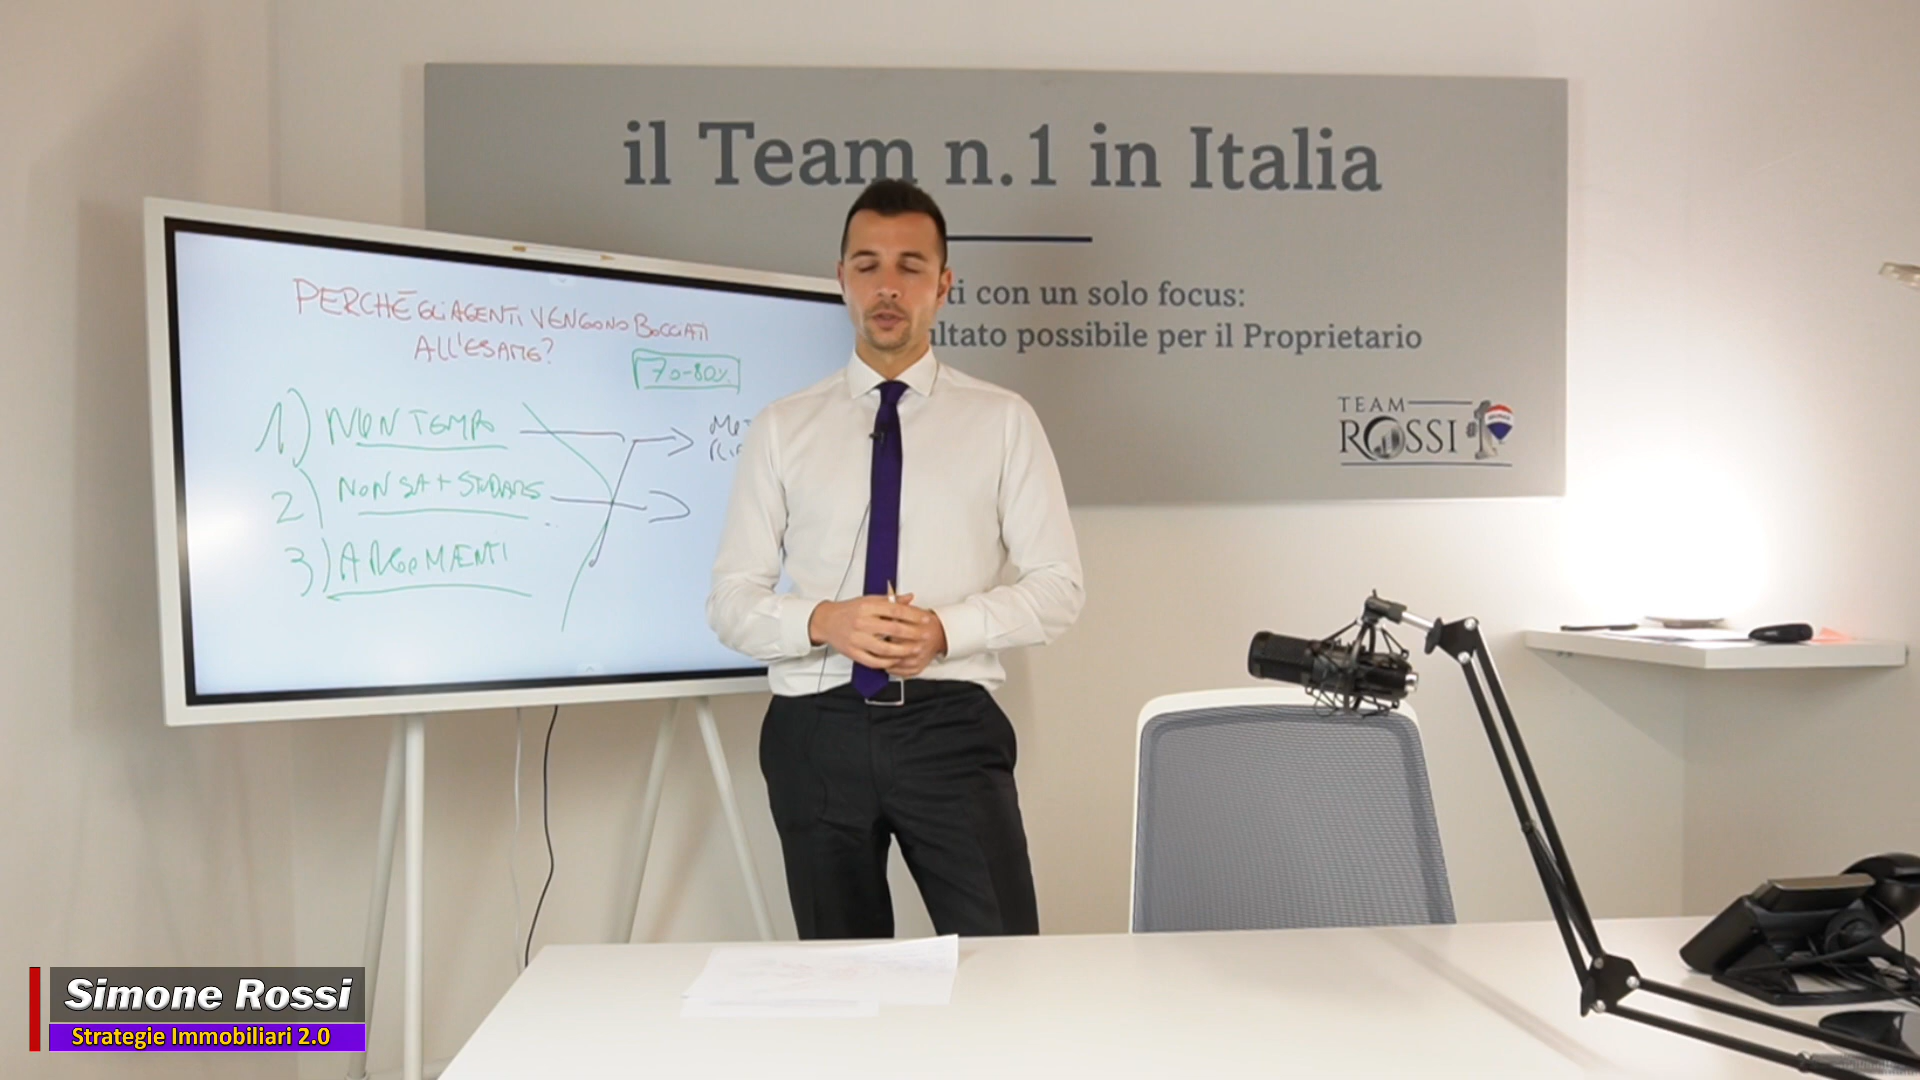 il Team n.1 in Italia
ti con un solo focus:
ultato possibile per il Proprietario
TEAM
ROSSI #1
PERCHÉ GLI AGENTI VENGONO BOCCIATI
ALL'ESAME?
70-80%
1) NON TEMPO
2) NON SA + STUDIARE
3) ARGOMENTI
Simone Rossi
Strategie Immobiliari 2.0